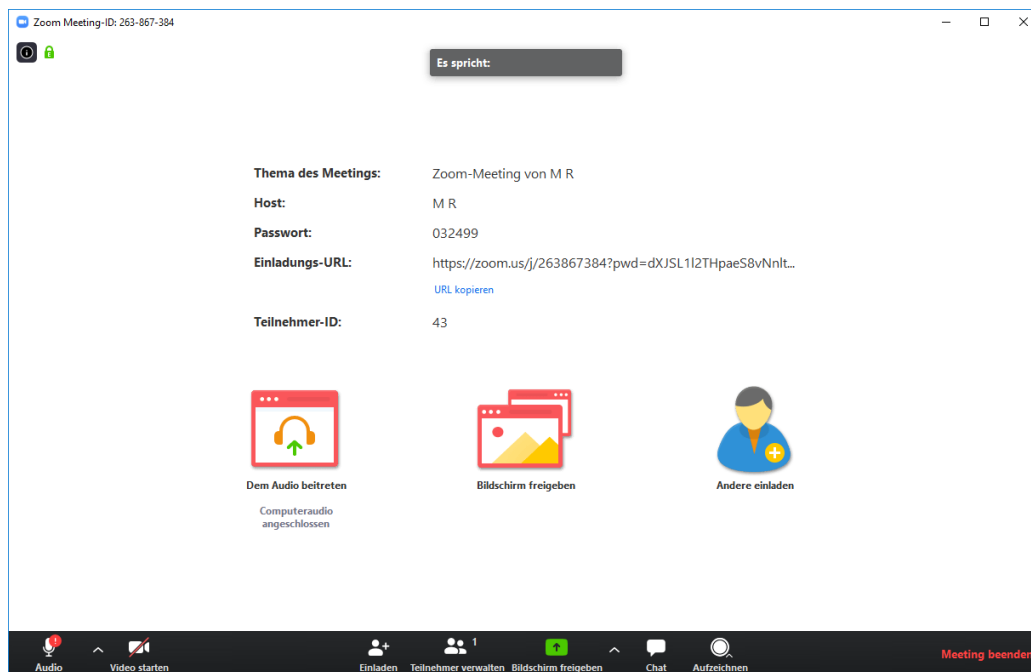 Zoom Meeting-ID: 263-867-384
Es spricht:
Thema des Meetings: Zoom-Meeting von M R
Host: M R
Passwort: 032499
Einladungs-URL: https://zoom.us/j/263867384?pwd=dXJSL1l2THpaeS8vNnlt...
URL kopieren
Teilnehmer-ID: 43
Dem Audio beitreten Bildschirm freigeben Andere einladen
Computeraudio
angeschlossen
1
Audio Video starten Einladen Teilnehmer verwalten Bildschirm freigeben Chat Aufzeichnen Meeting beenden